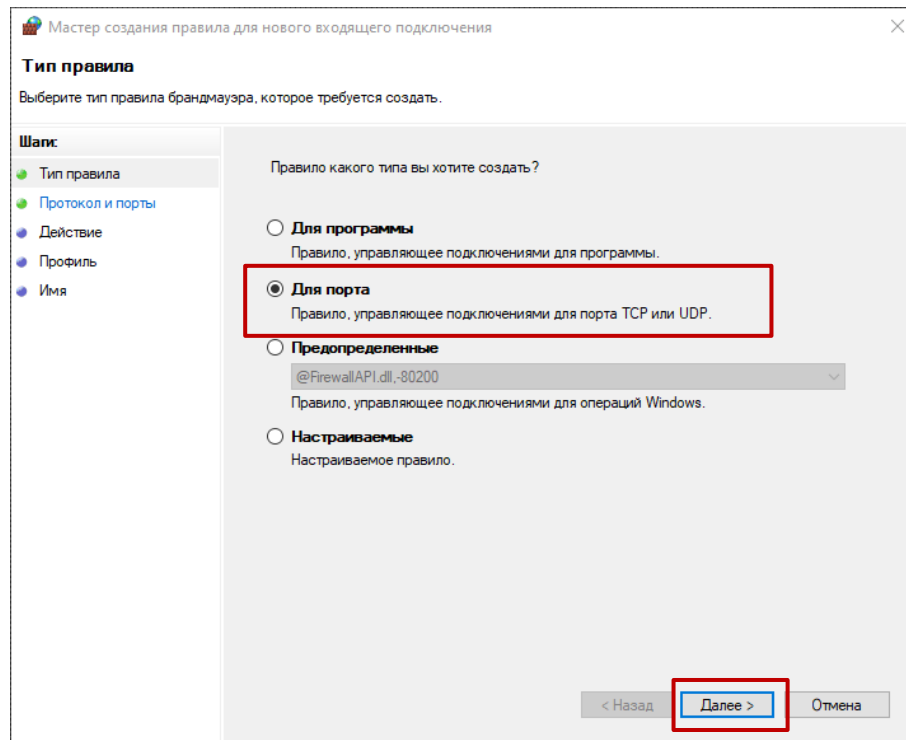 Мастер создания правила для нового входящего подключения
Тип правила
Выберите тип правила брандмауэра, которое требуется создать.
Шаги:
Тип правила
Протокол и порты
Действие
Профиль
Имя
Правило какого типа вы хотите создать?
Для программы
Правило, управляющее подключениями для программы.
Для порта
Правило, управляющее подключениями для порта TCP или UDP.
Предопределенные
@FirewallAPI.dll,-80200
Правило, управляющее подключениями для операций Windows.
Настраиваемые
Настраиваемое правило.
< Назад
Далее >
Отмена